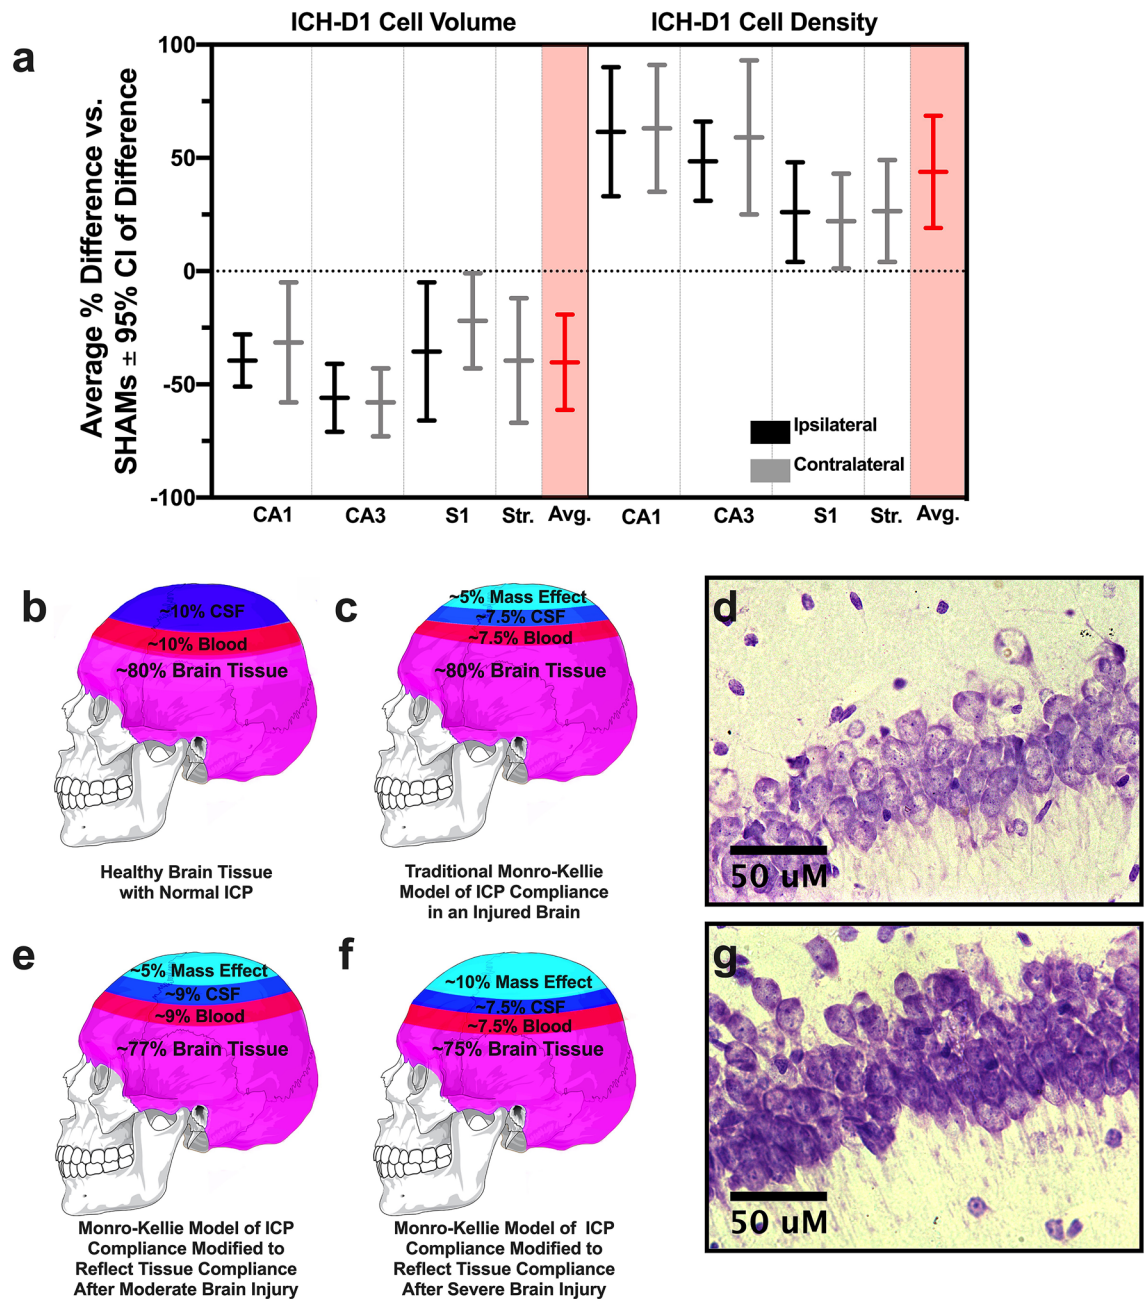 a
ICH-D1 Cell Volume
ICH-D1 Cell Density
Average % Difference vs.
SHAMs ± 95% CI of Difference
100
50
0
-50
-100
Ipsilateral
Contralateral
CA1
CA3
S1
Str.
Avg.
CA1
CA3
S1
Str.
Avg.
b
~10% CSF
~10% Blood
~80% Brain Tissue
Healthy Brain Tissue
with Normal ICP
c
~5% Mass Effect
~7.5% CSF
~7.5% Blood
~80% Brain Tissue
Traditional Monro-Kellie
Model of ICP Compliance
in an Injured Brain
d
50 uM
e
~5% Mass Effect
~9% CSF
~9% Blood
~77% Brain Tissue
Monro-Kellie Model of ICP
Compliance Modified to
Reflect Tissue Compliance
After Moderate Brain Injury
f
~10% Mass Effect
~7.5% CSF
~7.5% Blood
~75% Brain Tissue
Monro-Kellie Model of ICP
Compliance Modified to
Reflect Tissue Compliance
After Severe Brain Injury
g
50 uM